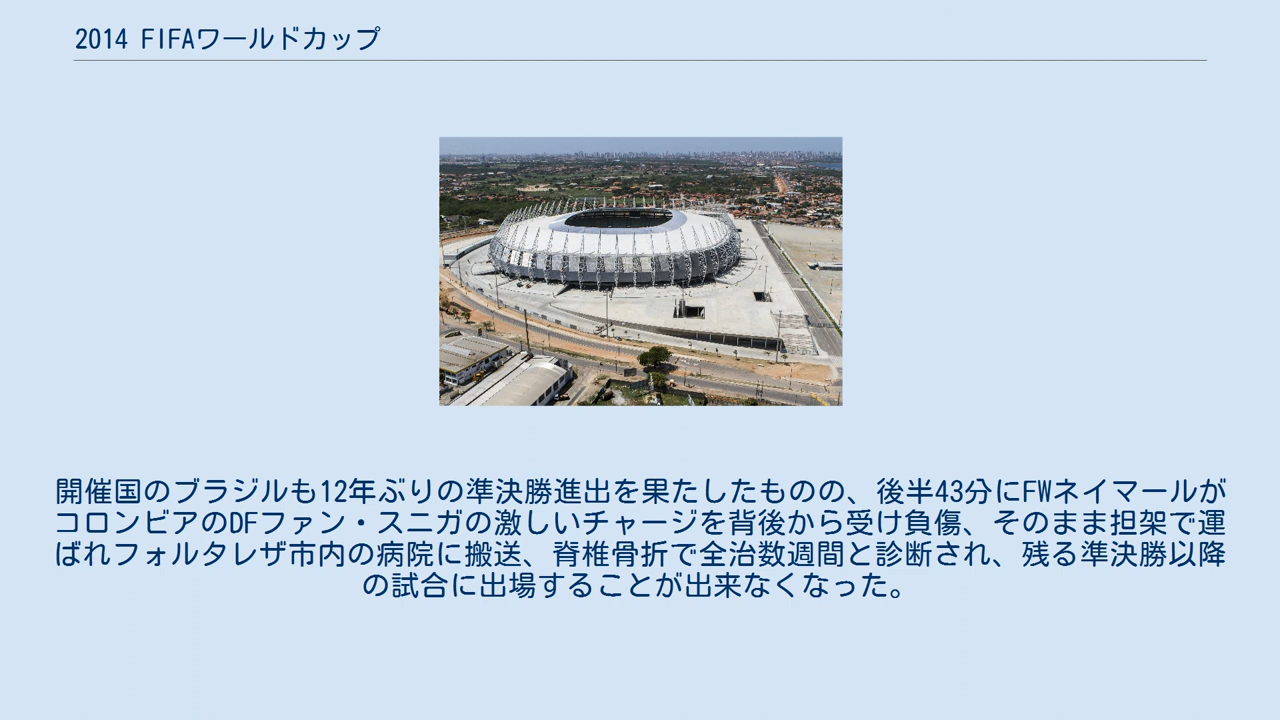 2014 FIFAワールドカップ
開催国のブラジルも12年ぶりの準決勝進出を果たしたものの、後半43分にFWネイマールが
コロンビアのDFファン・スニガの激しいチャージを背後から受け負傷、そのまま担架で運
ばれフォルタレザ市内の病院に搬送、脊椎骨折で全治数週間と診断され、残る準決勝以降
の試合に出場することが出来なくなった。